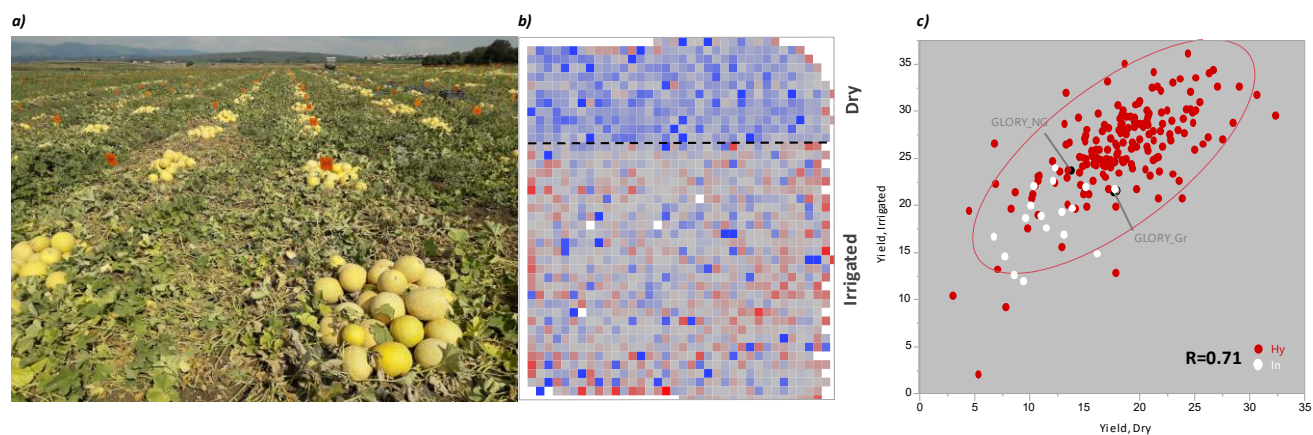 a)
b)
c)
Dry
Irrigated
Yield, Irrigated
35
30
25
20
15
10
5
0
GLORY_NG
GLORY_Gr
R=0.71
Hy
In
0 5 10 15 20 25 30 35
Yield, Dry